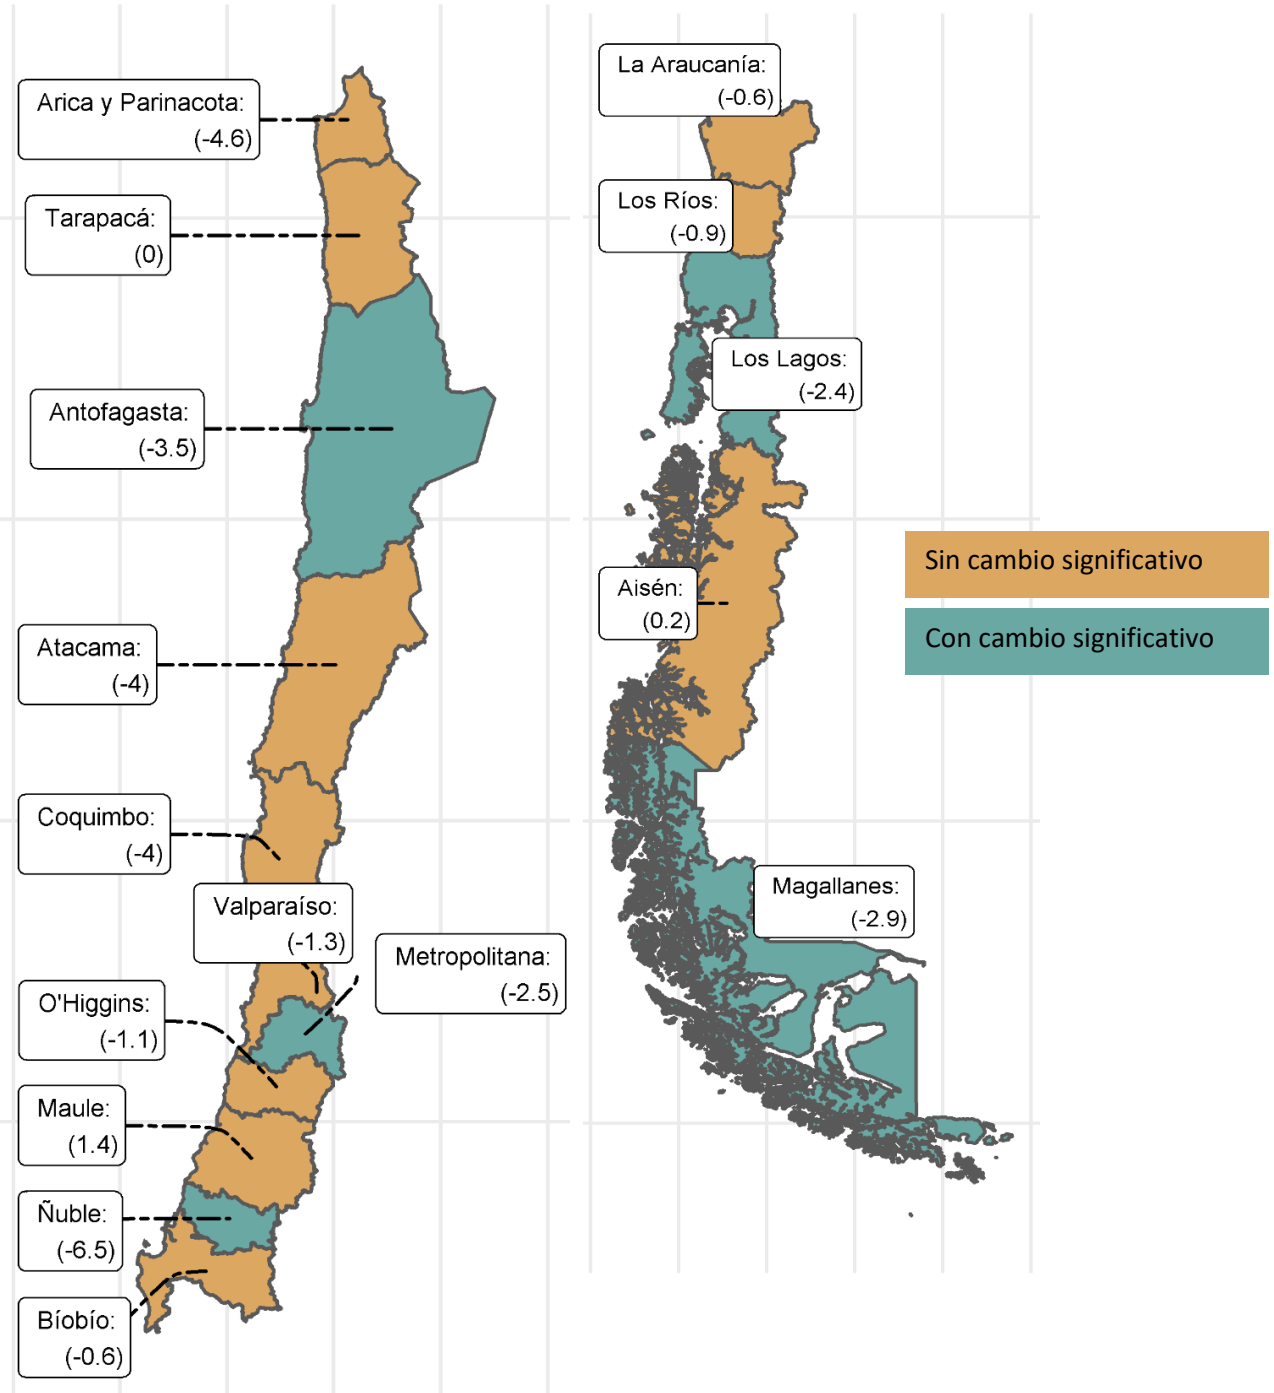 Arica y Parinacota:
(-4.6)
Tarapacá:
(0)
Antofagasta:
(-3.5)
Atacama:
(-4)
Coquimbo:
(-4)
Valparaíso:
(-1.3)
Metropolitana:
(-2.5)
O'Higgins:
(-1.1)
Maule:
(1.4)
Ñuble:
(-6.5)
Bíobío:
(-0.6)
La Araucanía:
(-0.6)
Los Ríos:
(-0.9)
Los Lagos:
(-2.4)
Aisén:
(0.2)
Magallanes:
(-2.9)
Sin cambio significativo
Con cambio significativo